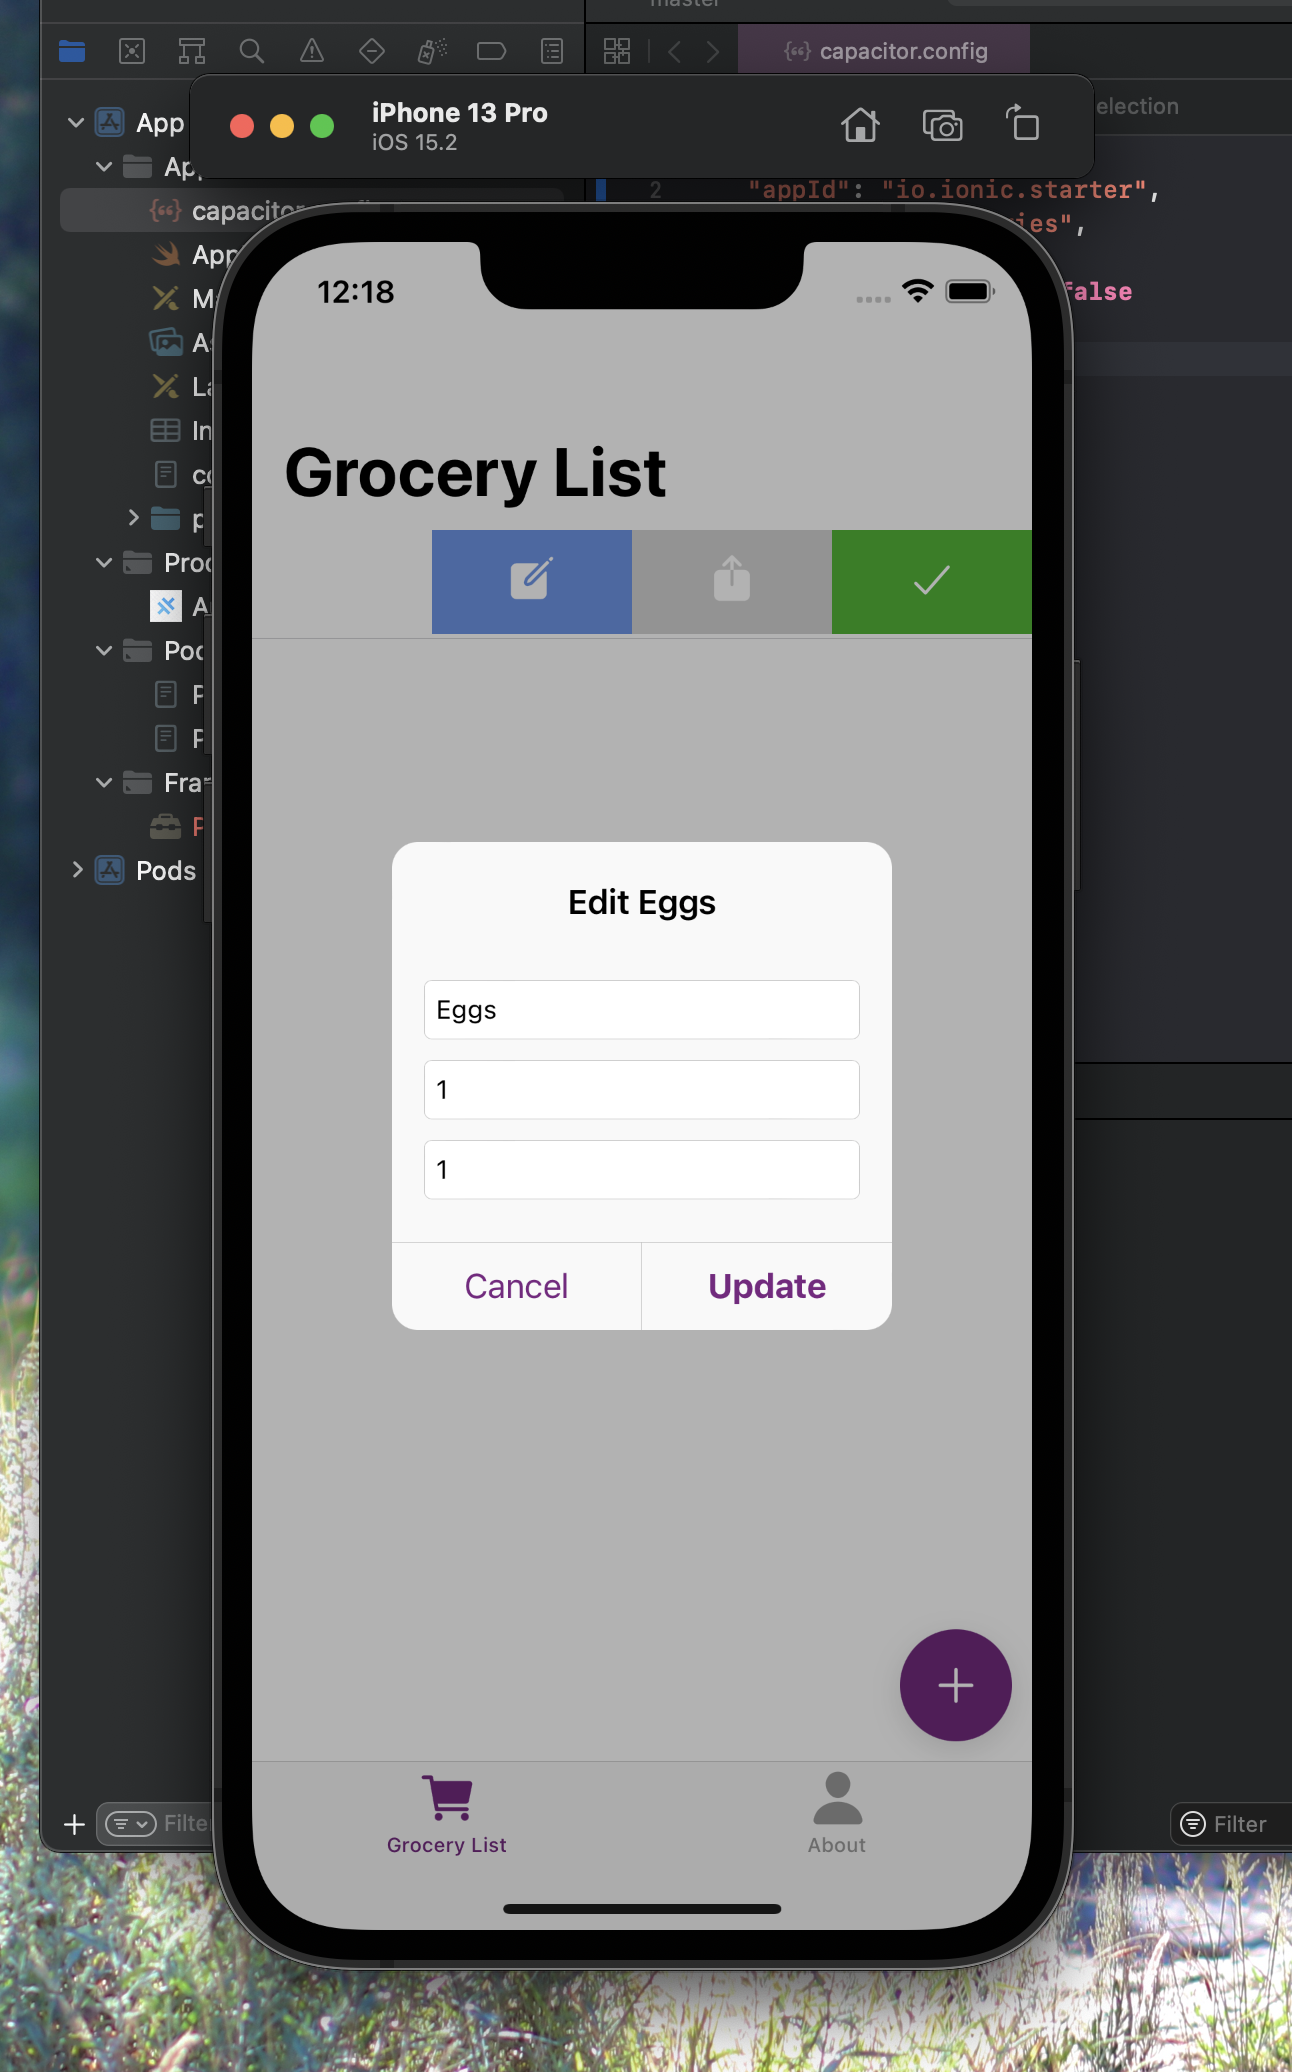 master
capacitor.config
iPhone 13 Pro
iOS 15.2
election
App
Ap
capacitor
2 "appId": "io.ionic.starter",
ies",
false
App
M
As
La
In
co
p
Proc
A
Poc
P
P
Fra
P
Pods
12:18
Grocery List
Edit Eggs
Eggs
1
1
Cancel
Update
Grocery List
About
Filte
Filter